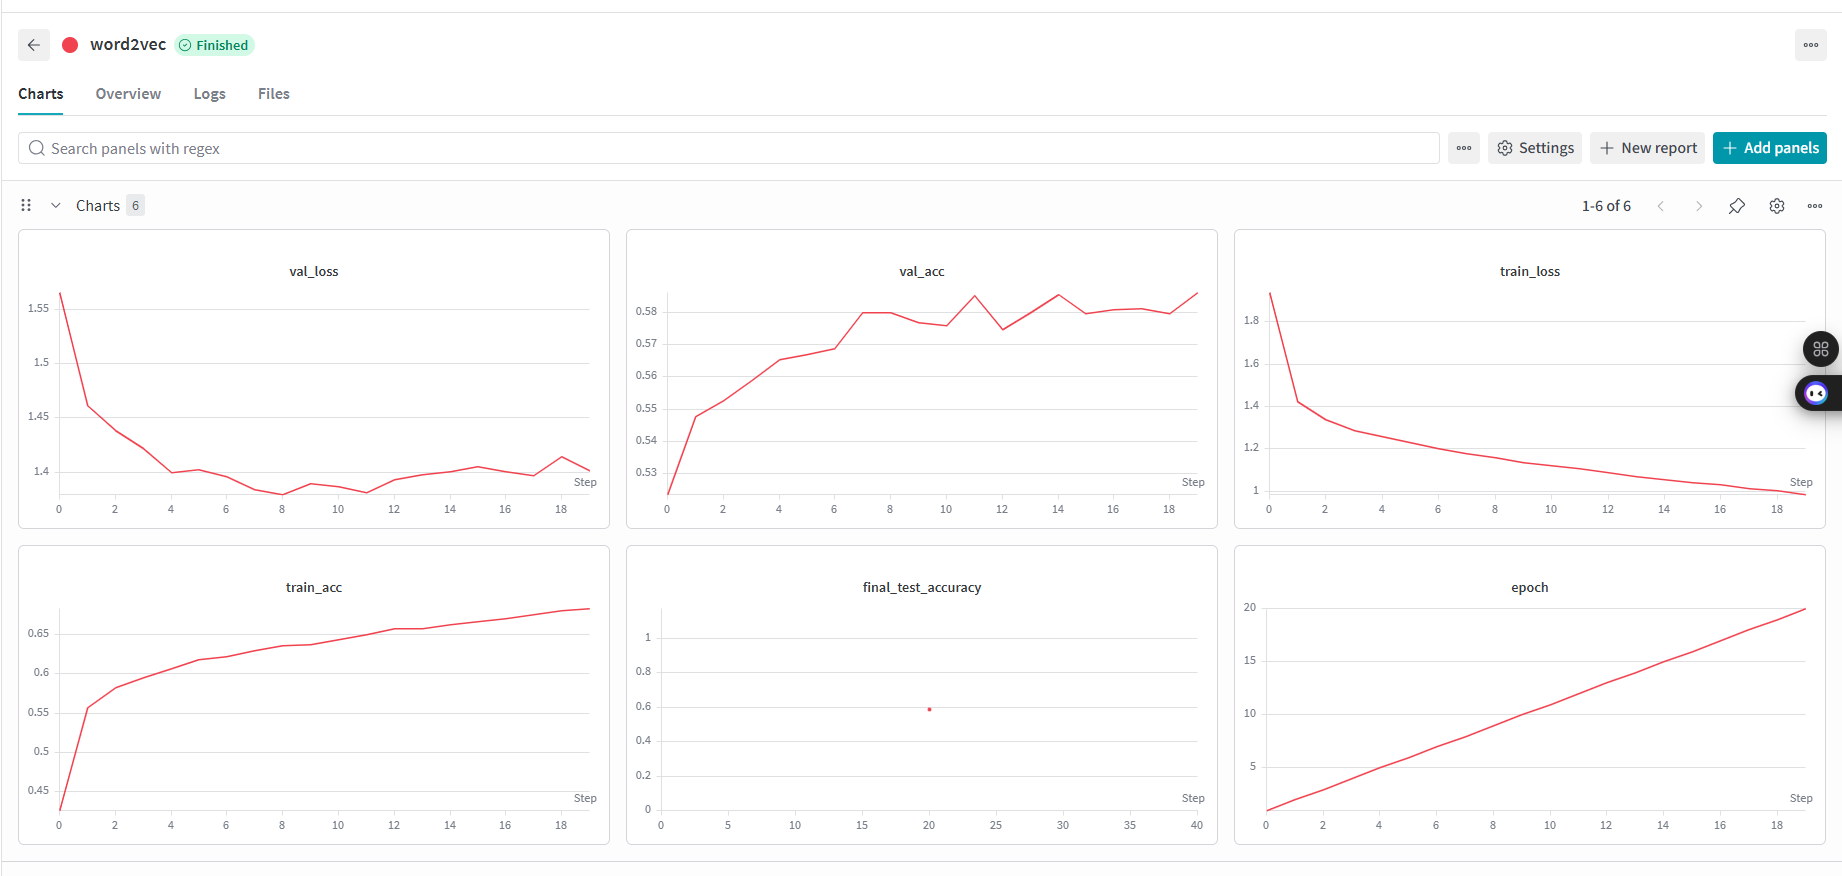 word2vec Finished
Charts Overview Logs Files
Search panels with regex Settings New report Add panels
Charts 6 1-6 of 6
val_loss
1.55
1.5
1.45
1.4
Step
0 2 4 6 8 10 12 14 16 18
val_acc
0.58
0.57
0.56
0.55
0.54
0.53
Step
0 2 4 6 8 10 12 14 16 18
train_loss
1.8
1.6
1.4
1.2
1
Step
0 2 4 6 8 10 12 14 16 18
train_acc
0.65
0.6
0.55
0.5
0.45
Step
0 2 4 6 8 10 12 14 16 18
final_test_accuracy
1
0.8
0.6
0.4
0.2
0
Step
0 5 10 15 20 25 30 35 40
epoch
20
15
10
5
Step
0 2 4 6 8 10 12 14 16 18